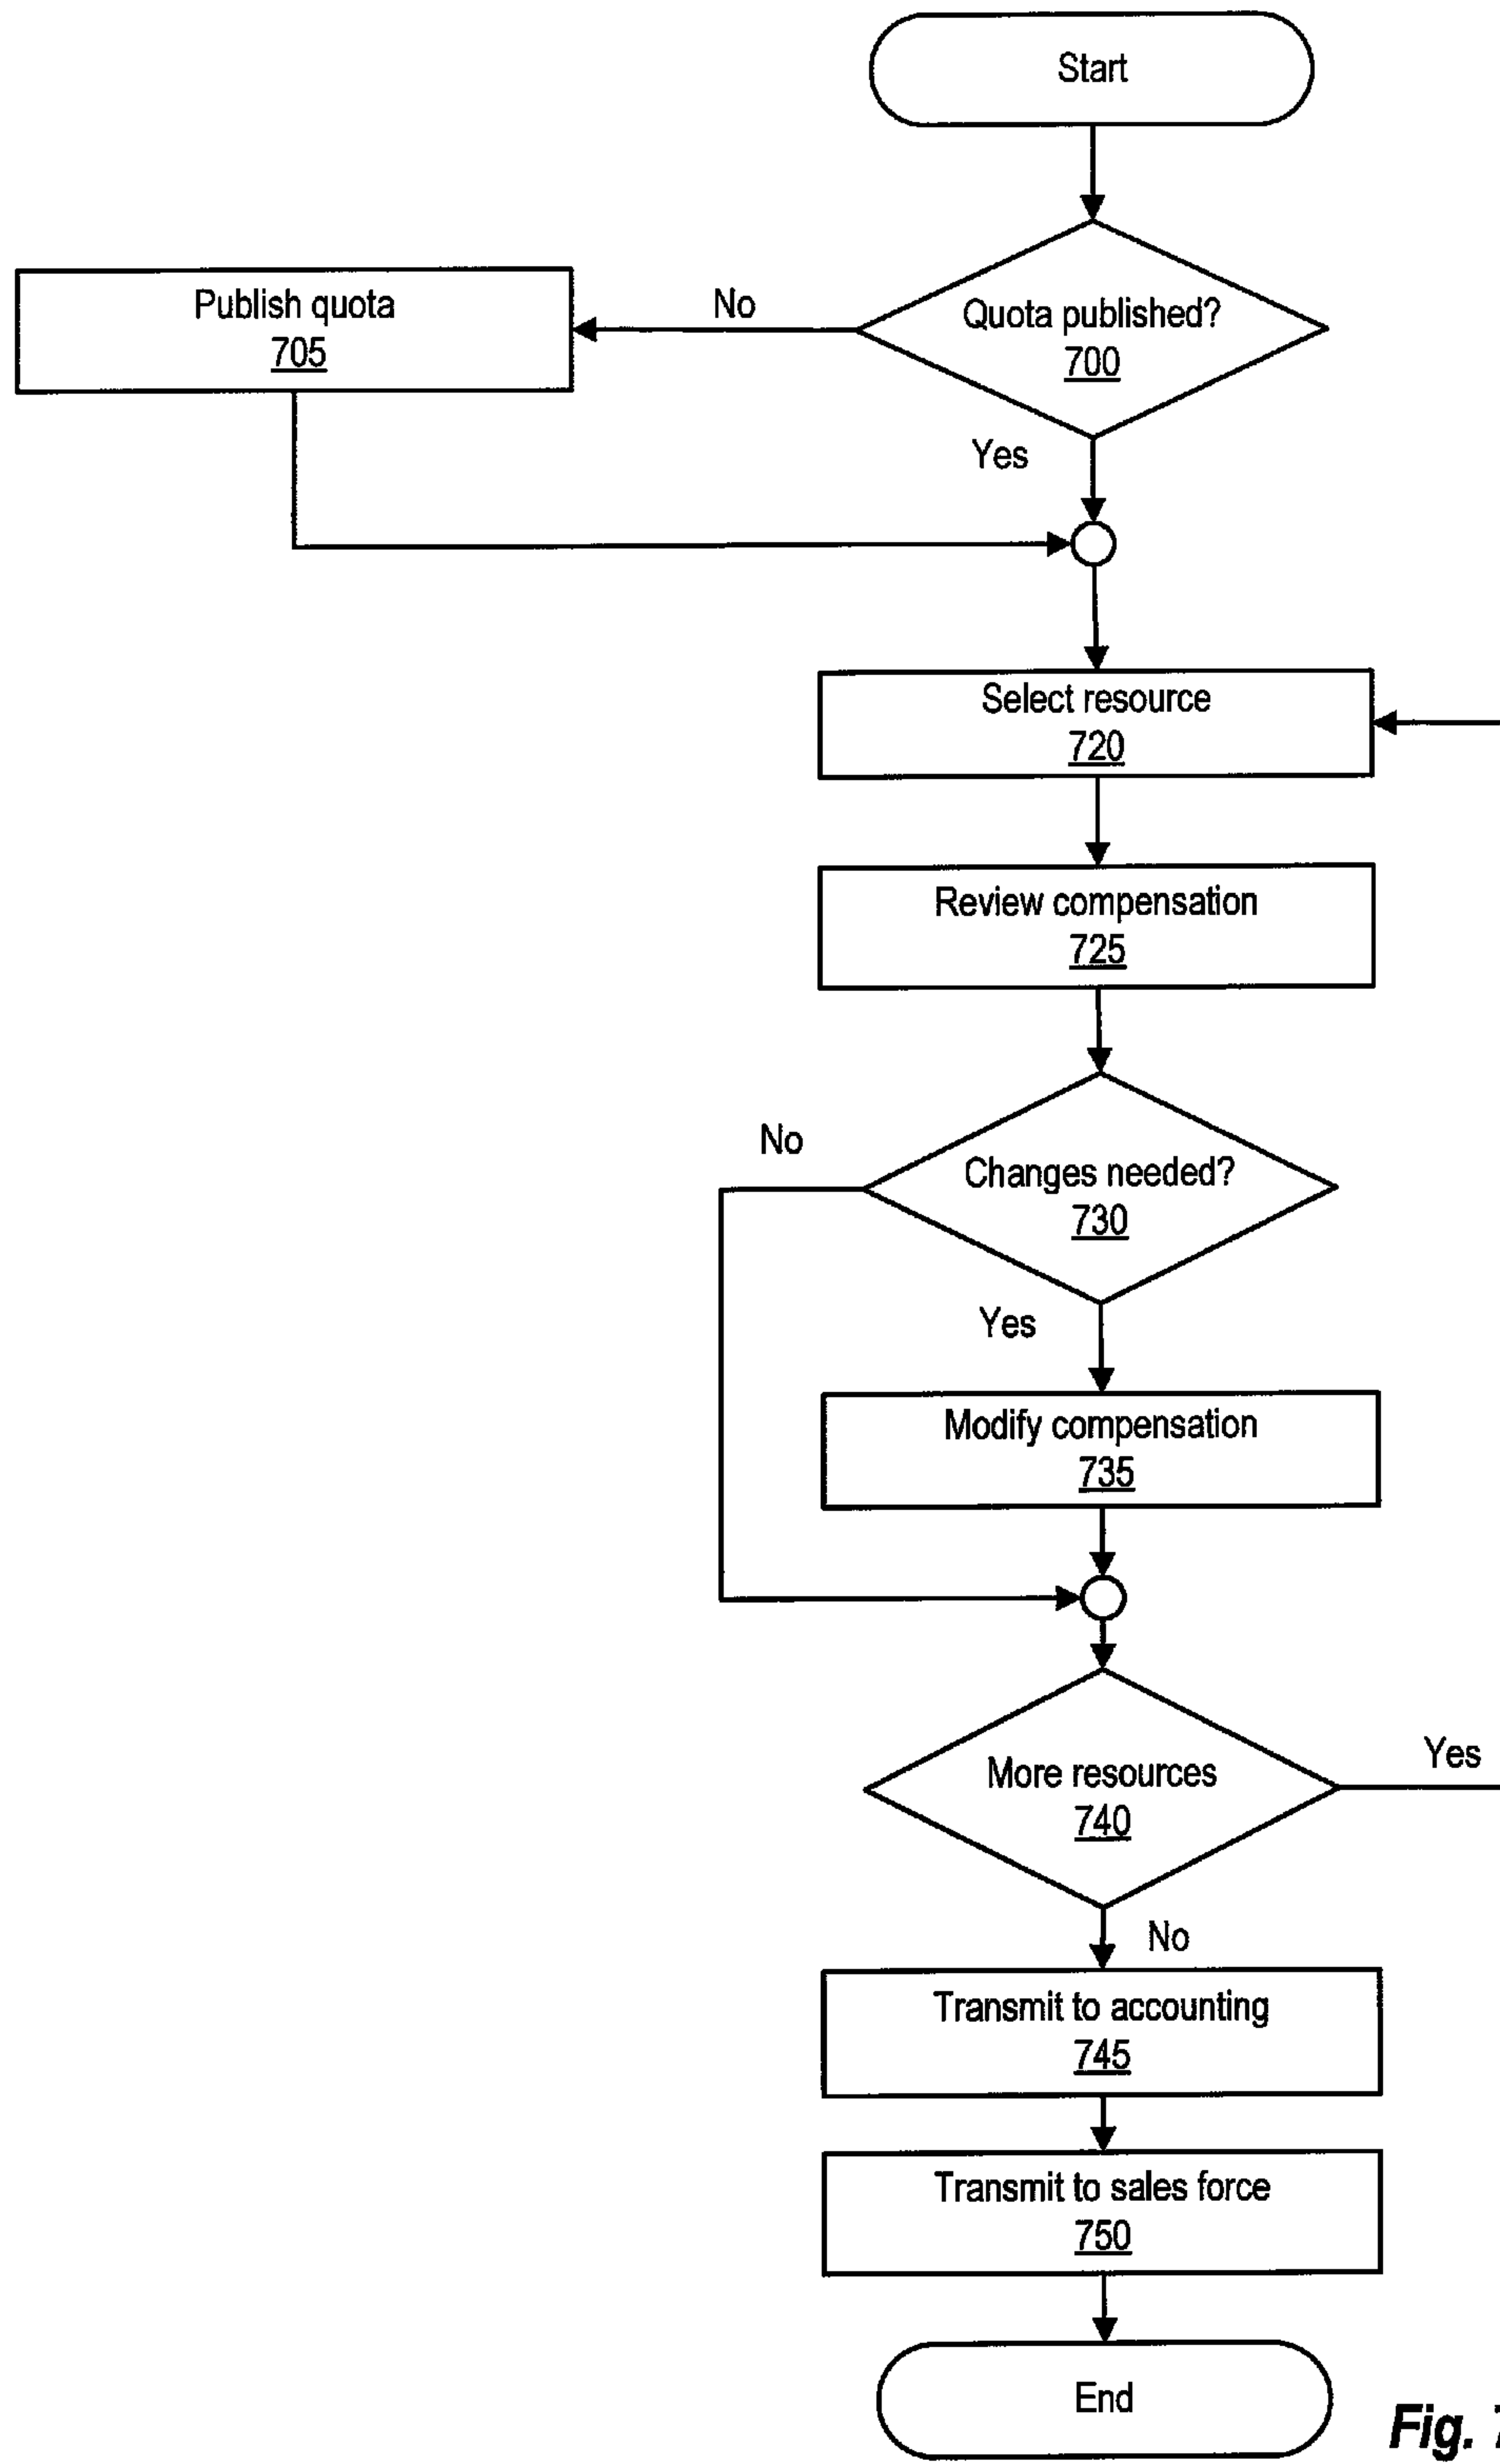 Start
Quota published?
700
No
Publish quota
705
Yes
Select resource
720
Review compensation
725
Changes needed?
730
No
Yes
Modify compensation
735
More resources
740
Yes
No
Transmit to accounting
745
Transmit to sales force
750
End
Fig. 7